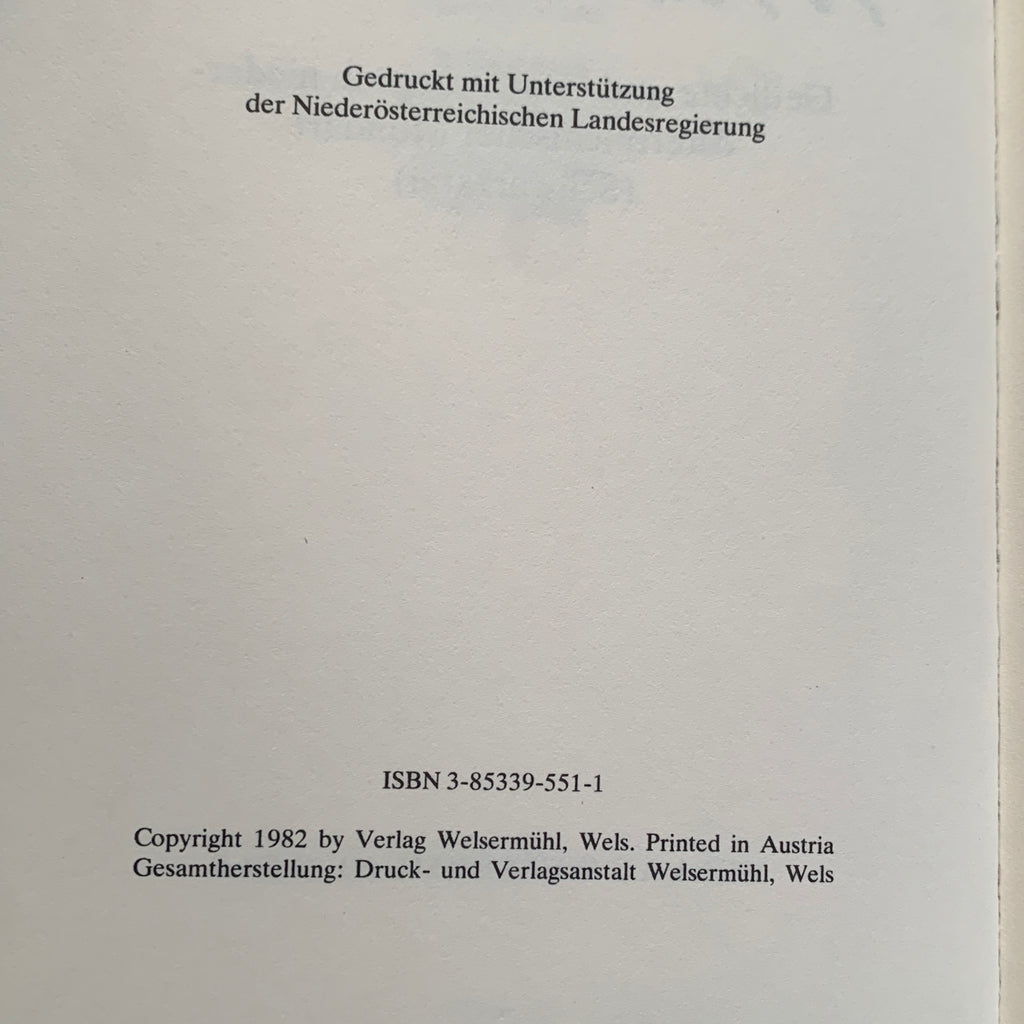 Gedruckt mit Unterstützung
der Niederösterreichischen Landesregierung
ISBN 3-85339-551-1
Copyright 1982 by Verlag Welsermühl, Wels. Printed in Austria
Gesamtherstellung: Druck- und Verlagsanstalt Welsermühl, Wels